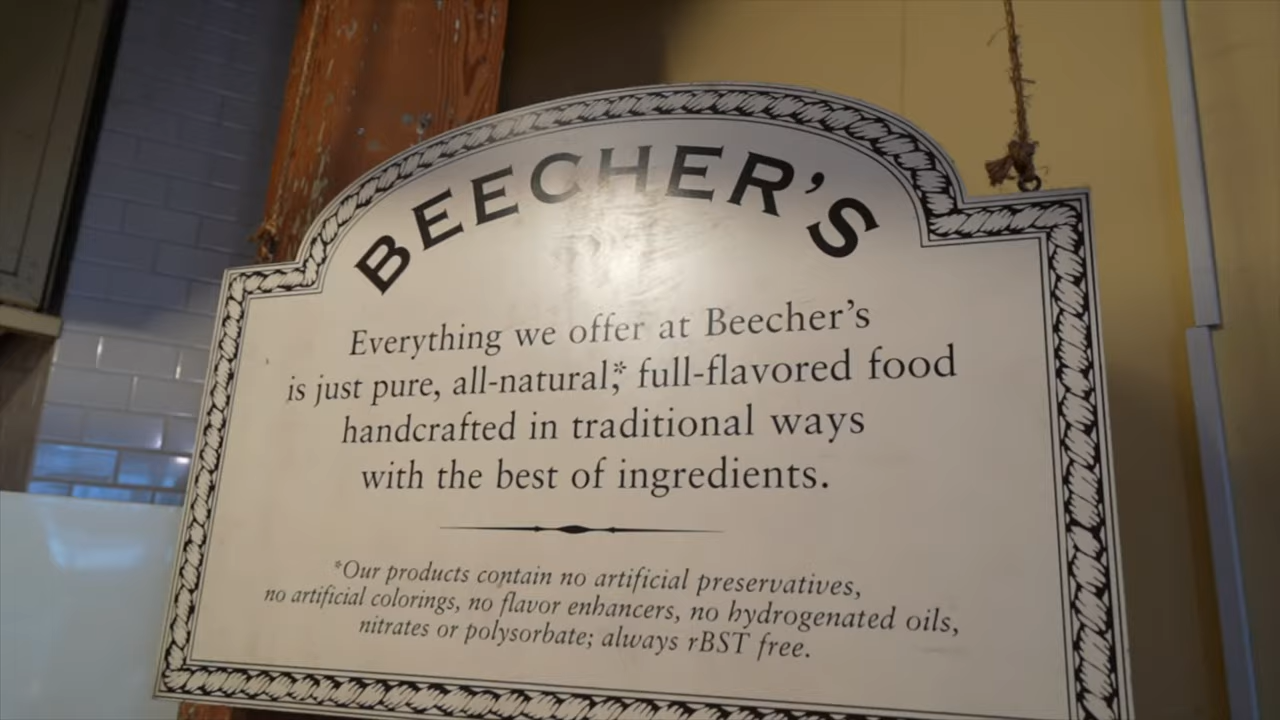 BEECHER'S
Everything we offer at Beecher's
is just pure, all-natural,* full-flavored food
handcrafted in traditional ways
with the best of ingredients.
*Our products contain no artificial preservatives,
no artificial colorings, no flavor enhancers, no hydrogenated oils,
nitrates or polysorbate; always rBST free.